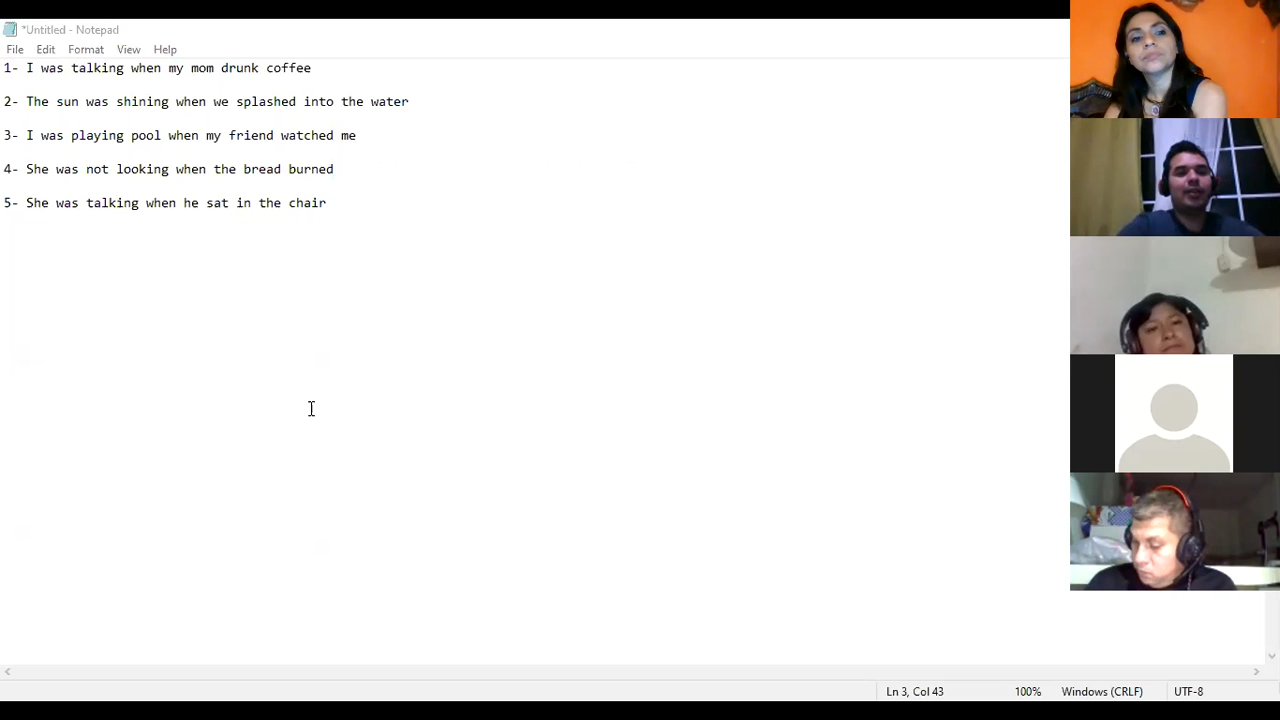 *Untitled - Notepad
File Edit Format View Help
1- I was talking when my mom drunk coffee
2- The sun was shining when we splashed into the water
3- I was playing pool when my friend watched me
4- She was not looking when the bread burned
5- She was talking when he sat in the chair
Ln 3, Col 43 100% Windows (CRLF) UTF-8